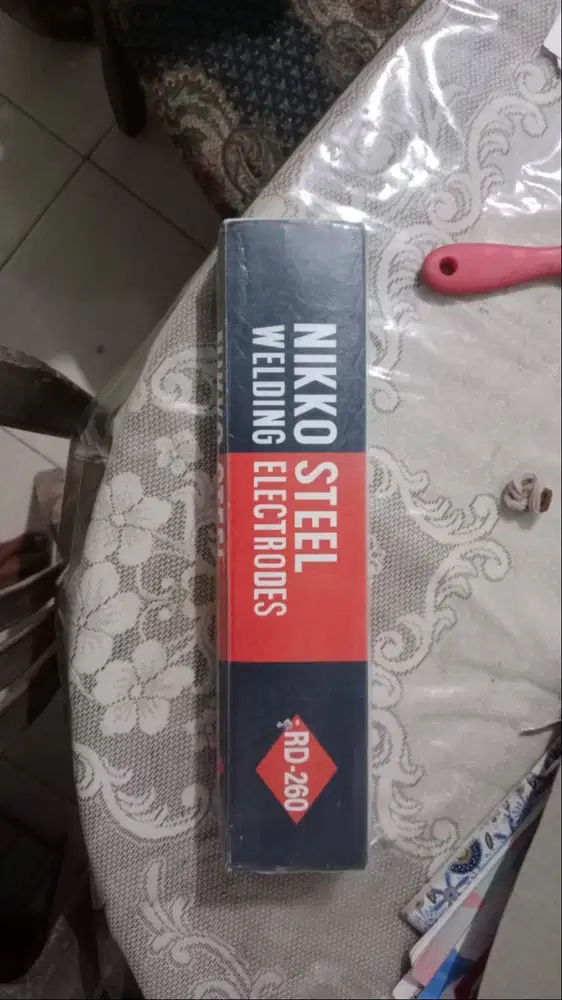 NIKKO STEEL
WELDING ELECTRODES
RD-260